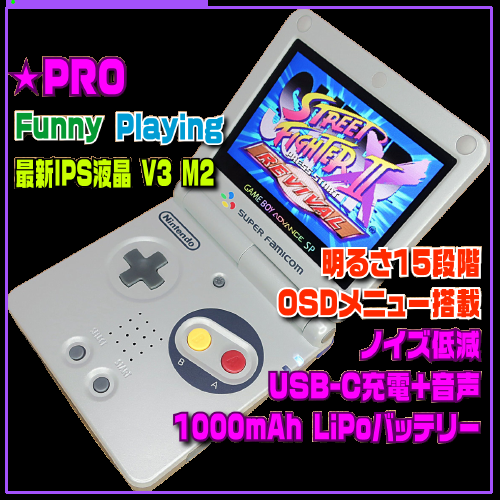 ★PRO
Funny Playing
最新IPS液晶 V3 M2
STREET
FIGHTER II X
REVIVAL
GAME BOY ADVANCE SP
SUPER FAMICOM
Nintendo
B A
START
明るさ15段階
OSDメニュー搭載
ノイズ低減
USB-C充電+音声
1000mAh LiPoバッテリー